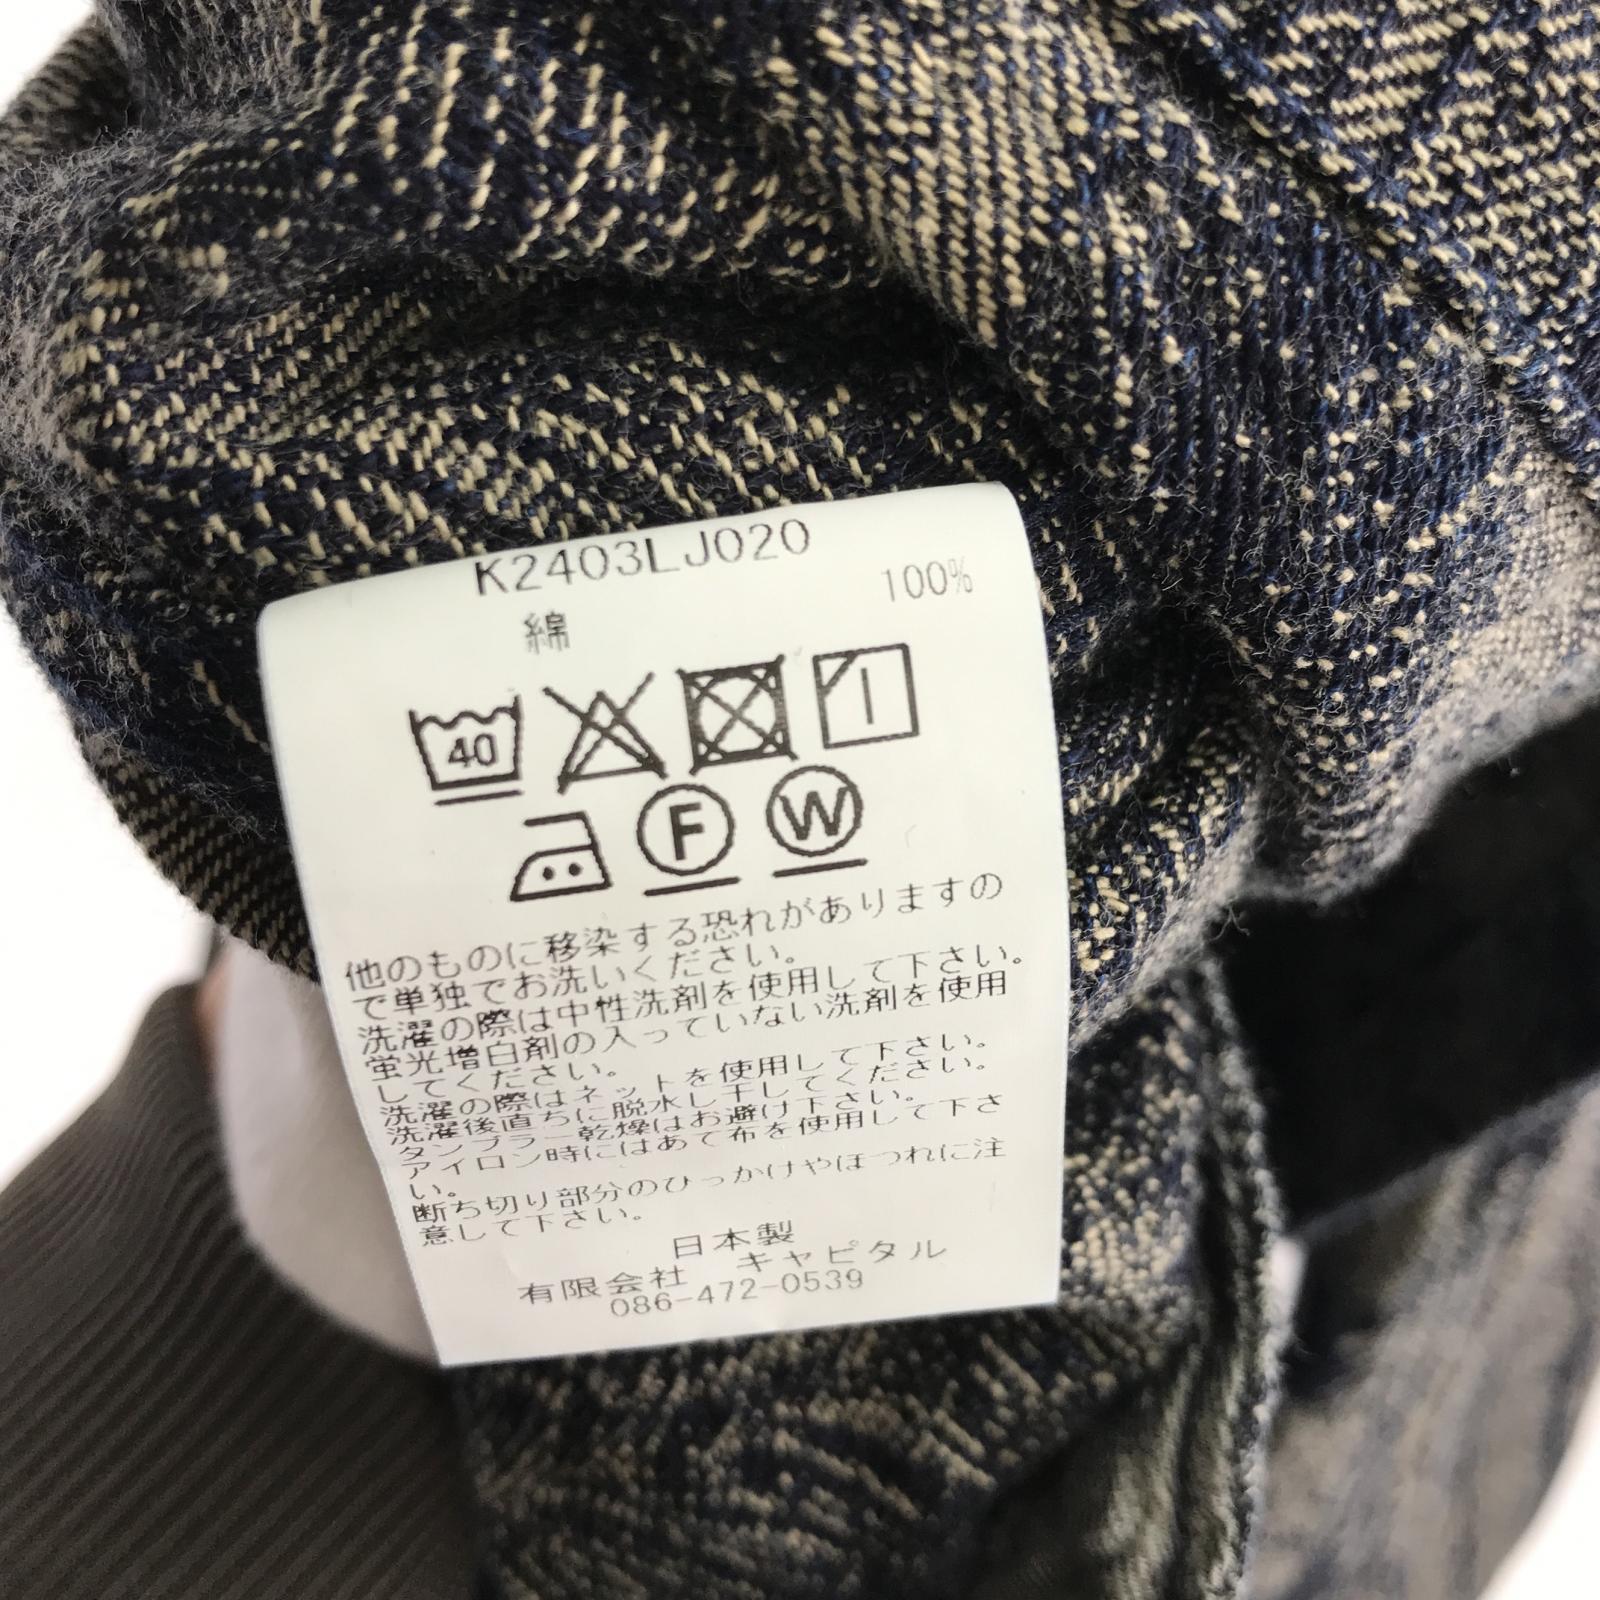 K2403LJ020
綿 100%
40
F W
他のものに移染する恐れがありますの
で単独でお洗いください。
洗濯の際は中性洗剤を使用して下さい。
蛍光増白剤の入っていない洗剤を使用
してください。
洗濯の際はネットを使用して下さい。
洗濯後直ちに脱水し干してください。
タンブラー乾燥はお避け下さい。
アイロン時にはあて布を使用して下さ
い。
断ち切り部分のひっかけやほつれに注
意して下さい。
日本製
有限会社 キャピタル
086-472-0539